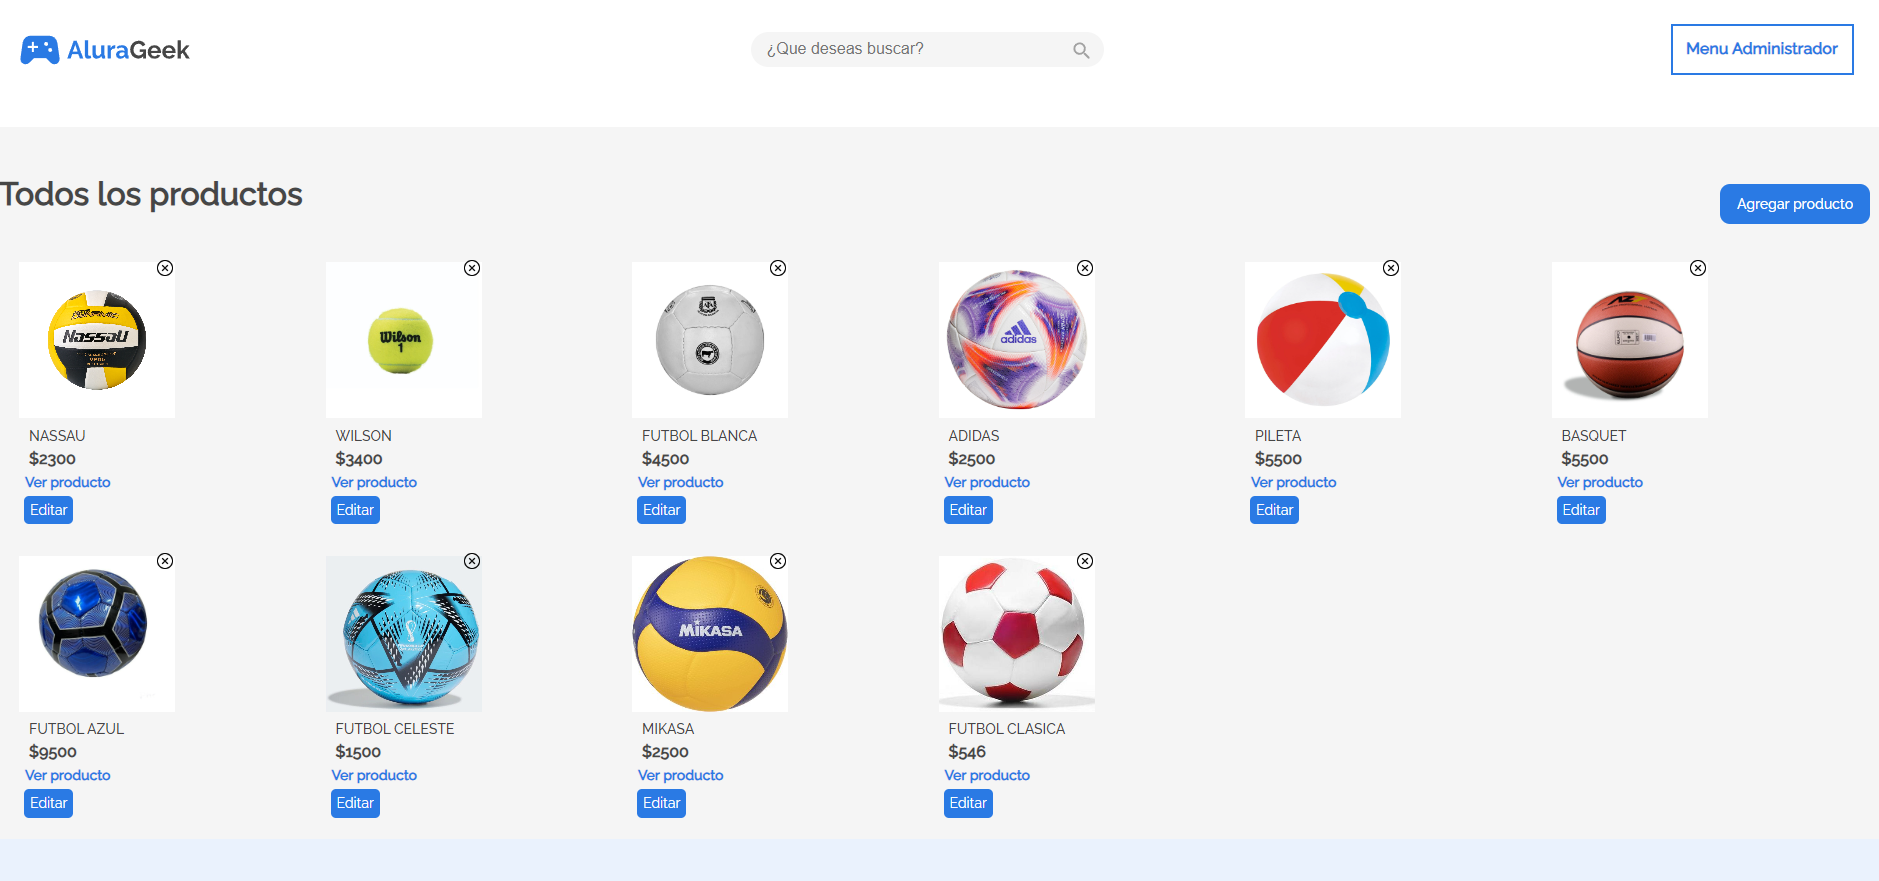 AluraGeek
¿Que deseas buscar?
Menu Administrador
Todos los productos
Agregar producto
NassaU
Wilson
1
adidas
NASSAU
$2300
Ver producto
Editar
WILSON
$3400
Ver producto
Editar
FUTBOL BLANCA
$4500
Ver producto
Editar
ADIDAS
$2500
Ver producto
Editar
PILETA
$5500
Ver producto
Editar
BASQUET
$5500
Ver producto
Editar
MIKASA
FUTBOL AZUL
$9500
Ver producto
Editar
FUTBOL CELESTE
$1500
Ver producto
Editar
MIKASA
$2500
Ver producto
Editar
FUTBOL CLASICA
$546
Ver producto
Editar